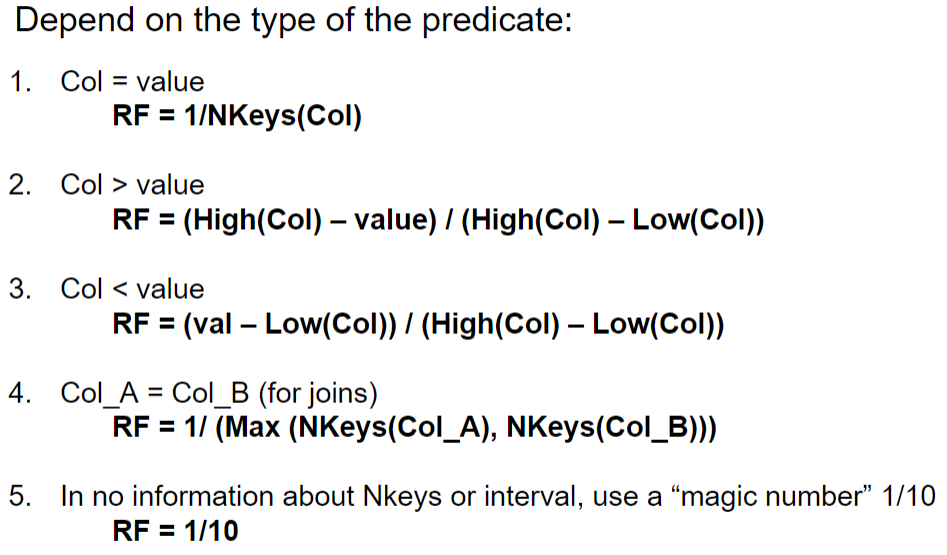 Depend on the type of the predicate:
1. Col = value
RF = 1/NKeys(Col)
2. Col > value
RF = (High(Col) – value) / (High(Col) – Low(Col))
3. Col < value
RF = (val – Low(Col)) / (High(Col) – Low(Col))
4. Col_A = Col_B (for joins)
RF = 1/ (Max (NKeys(Col_A), NKeys(Col_B)))
5. In no information about Nkeys or interval, use a “magic number” 1/10
RF = 1/10